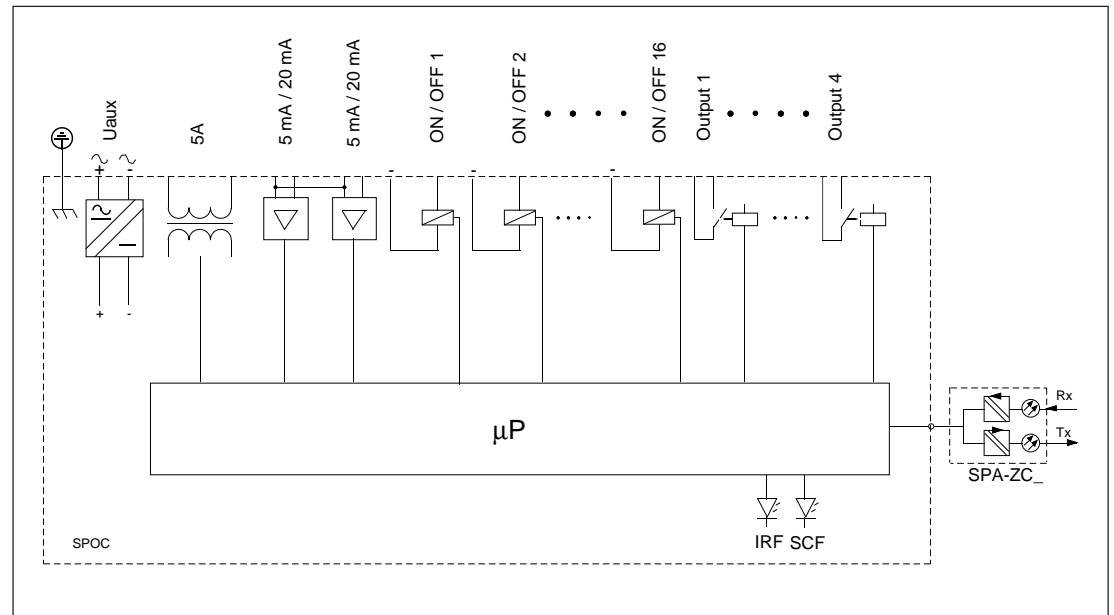 Uaux
5A
5 mA / 20 mA
5 mA / 20 mA
ON / OFF 1
ON / OFF 2
ON / OFF 16
Output 1
Output 4
+ -
- - -
+ -
μP
Rx
Tx
SPA-ZC_
IRF SCF
SPOC